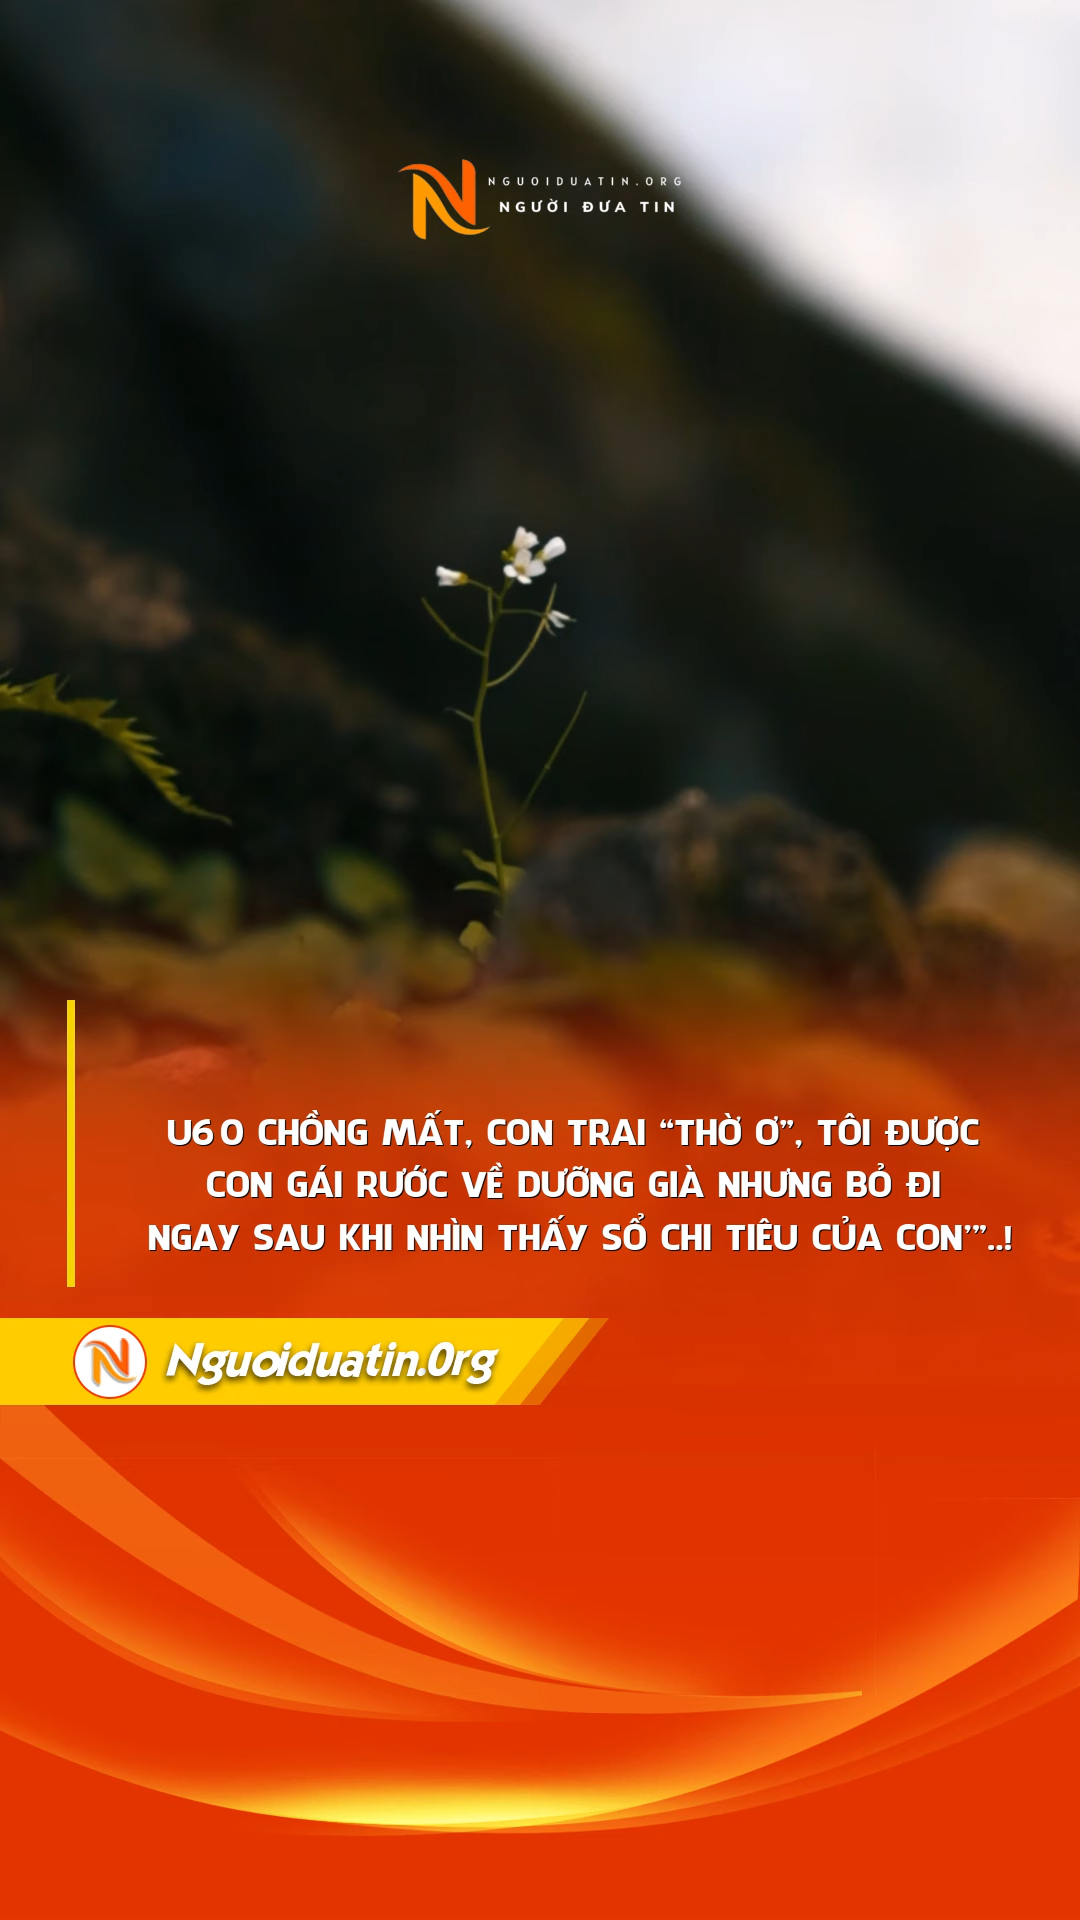 NGUOIDUATIN.ORG
NGƯỜI ĐƯA TIN
U60 CHỒNG MẤT, CON TRAI “THỜ Ơ”, TÔI ĐƯỢC
CON GÁI RƯỚC VỀ DƯỠNG GIÀ NHƯNG BỎ ĐI
NGAY SAU KHI NHÌN THẤY SỔ CHI TIÊU CỦA CON’”..!
Nguoiduatin.Org